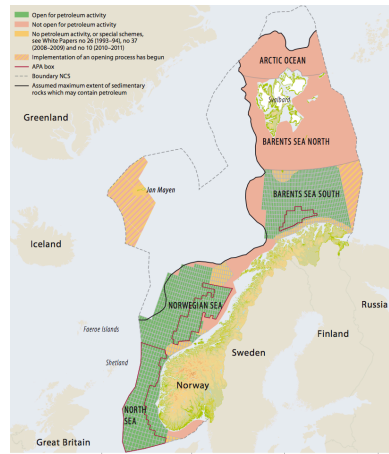 Open for petroleum activity
Not open for petroleum activity
No petroleum activity, or special schemes,
see White Papers no 26 (1993–94), no 37
(2008–2009) and no 10 (2010–2011)
Implementation of an opening process has begun
APA box
Boundary NCS
Assumed maximum extent of sedimentary
rocks which may contain petroleum
ARCTIC OCEAN
Svalbard
Greenland
BARENTS SEA NORTH
Jan Mayen
BARENTS SEA SOUTH
Iceland
NORWEGIAN SEA
Russia
Faeroe Islands
Finland
Sweden
Shetland
Norway
NORTH
SEA
Great Britain